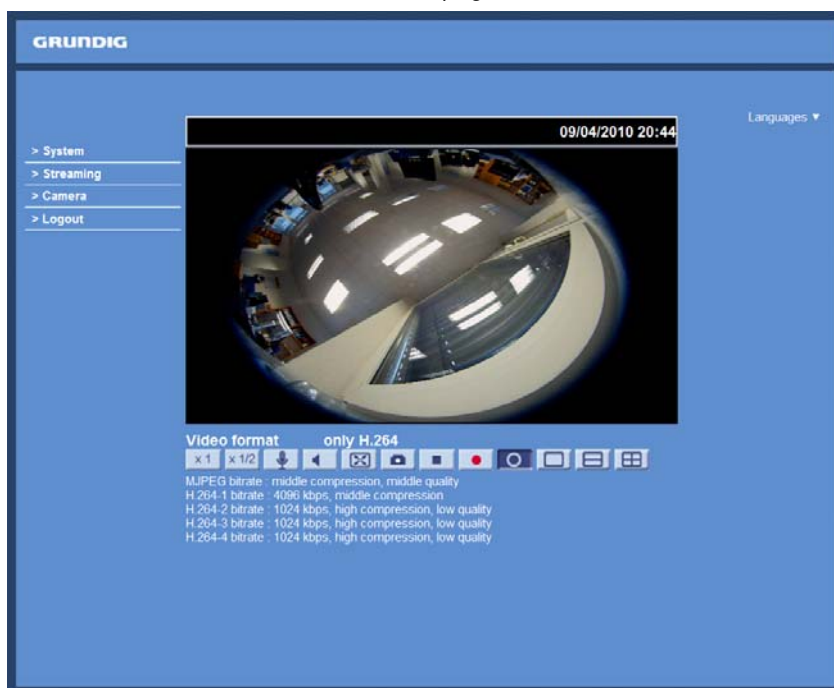 GRUNDIG
Languages ▼
09/04/2010 20:44
> System
> Streaming
> Camera
> Logout
Video format only H.264
x 1 x 1/2
MJPEG bitrate : middle compression, middle quality
H.264-1 bitrate : 4096 kbps, middle compression
H.264-2 bitrate : 1024 kbps, high compression, low quality
H.264-3 bitrate : 1024 kbps, high compression, low quality
H.264-4 bitrate : 1024 kbps, high compression, low quality